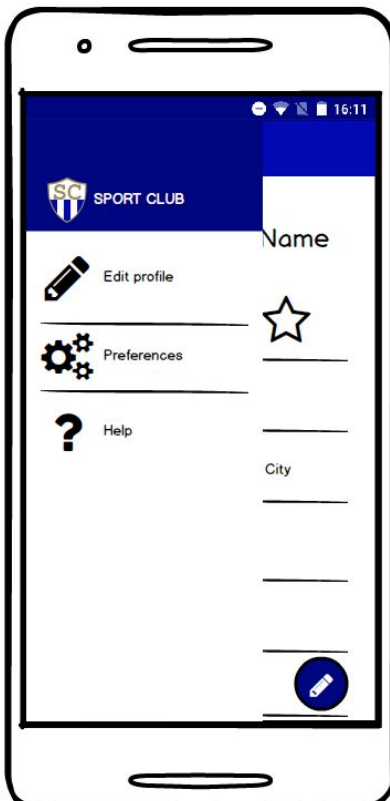 16:11
SC
SPORT CLUB
Name
Edit profile
Preferences
Help
City